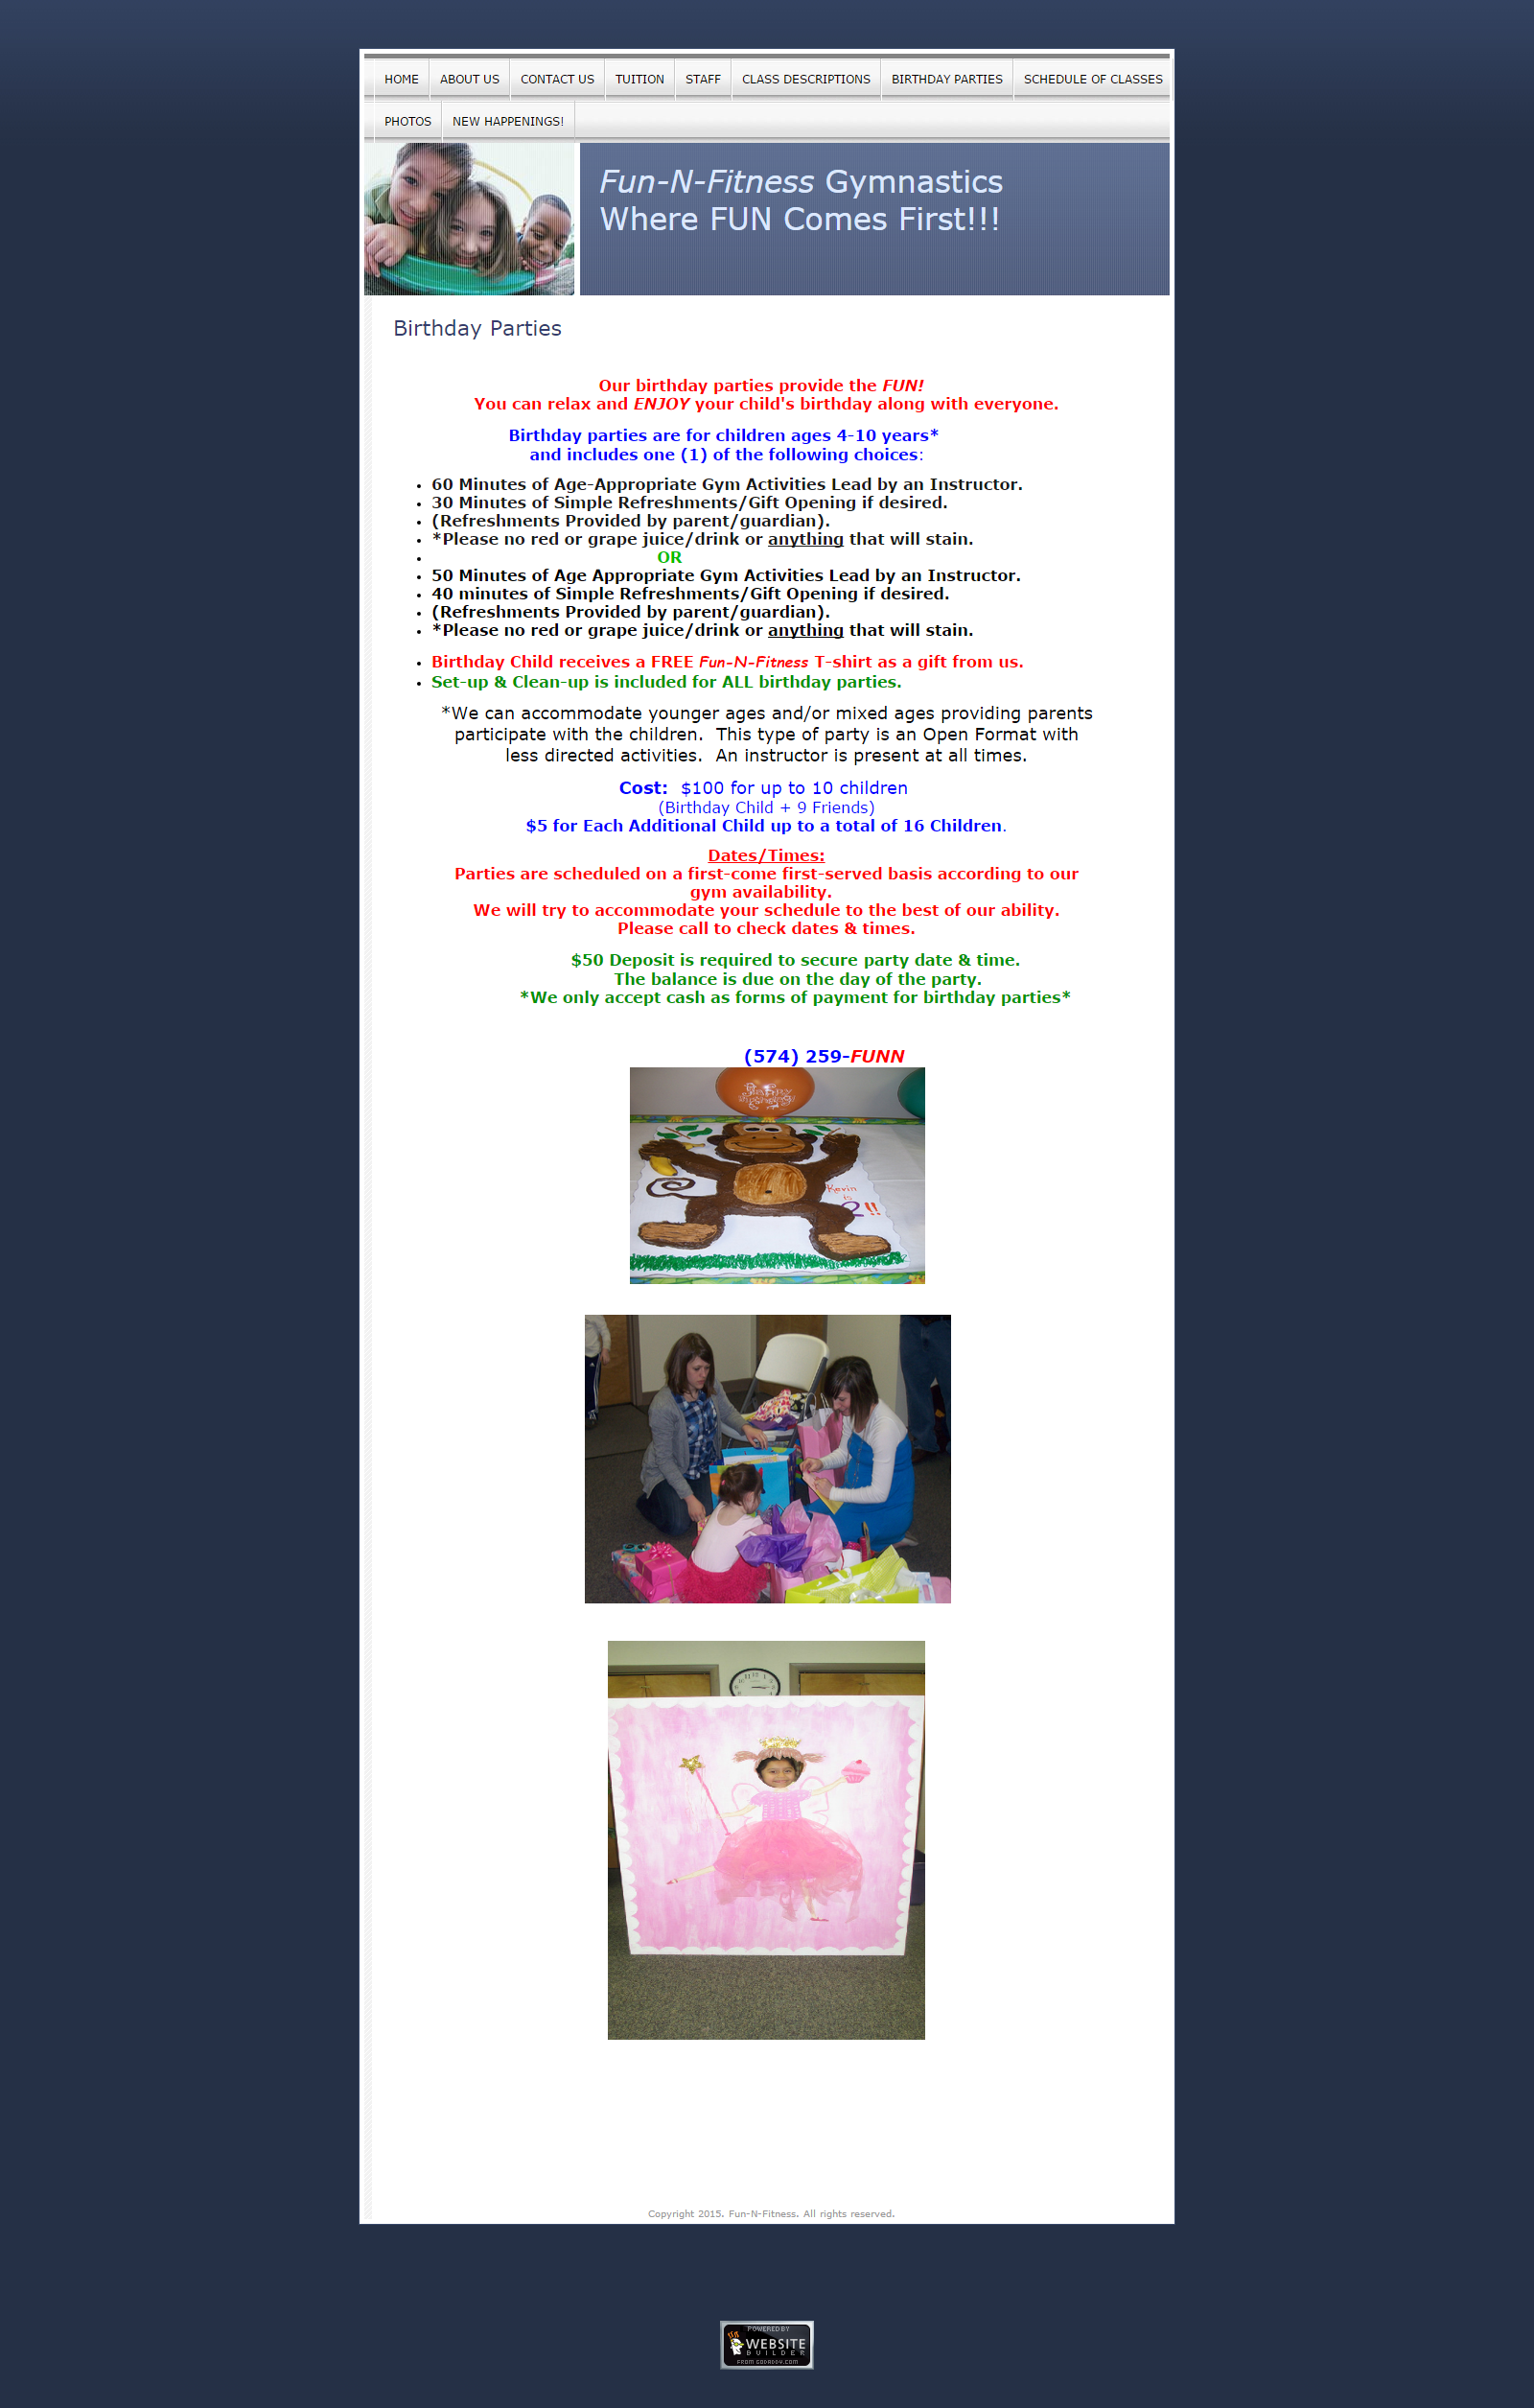 HOME ABOUT US CONTACT US TUITION STAFF CLASS DESCRIPTIONS BIRTHDAY PARTIES SCHEDULE OF CLASSES
PHOTOS NEW HAPPENINGS!
Fun-N-Fitness Gymnastics
Where FUN Comes First!!!
Birthday Parties
Our birthday parties provide the FUN!
You can relax and ENJOY your child's birthday along with everyone.
Birthday parties are for children ages 4-10 years*
and includes one (1) of the following choices:
• 60 Minutes of Age-Appropriate Gym Activities Lead by an Instructor.
• 30 Minutes of Simple Refreshments/Gift Opening if desired.
• (Refreshments Provided by parent/guardian).
• *Please no red or grape juice/drink or anything that will stain.
• OR
• 50 Minutes of Age Appropriate Gym Activities Lead by an Instructor.
• 40 minutes of Simple Refreshments/Gift Opening if desired.
• (Refreshments Provided by parent/guardian).
• *Please no red or grape juice/drink or anything that will stain.
• Birthday Child receives a FREE Fun-N-Fitness T-shirt as a gift from us.
• Set-up & Clean-up is included for ALL birthday parties.
*We can accommodate younger ages and/or mixed ages providing parents
participate with the children. This type of party is an Open Format with
less directed activities. An instructor is present at all times.
Cost: $100 for up to 10 children
(Birthday Child + 9 Friends)
$5 for Each Additional Child up to a total of 16 Children.
Dates/Times:
Parties are scheduled on a first-come first-served basis according to our
gym availability.
We will try to accommodate your schedule to the best of our ability.
Please call to check dates & times.
$50 Deposit is required to secure party date & time.
The balance is due on the day of the party.
*We only accept cash as forms of payment for birthday parties*
(574) 259-FUNN
Happy Birthday
Kevin
is
2!!
Copyright 2015. Fun-N-Fitness. All rights reserved.
POWERED BY
WEBSITE
BUILDER
FROM GODADDY.COM